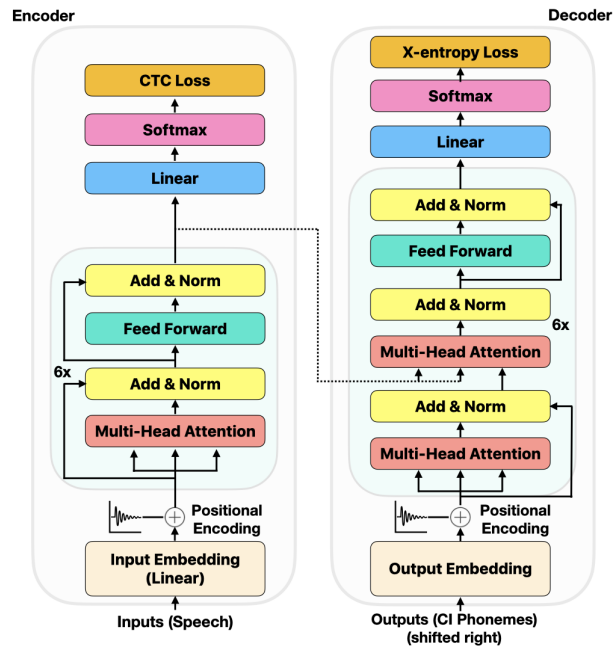 Encoder
CTC Loss
Softmax
Linear
Add & Norm
Feed Forward
6x
Add & Norm
Multi-Head Attention
Positional
Encoding
Input Embedding
(Linear)
Inputs (Speech)
Decoder
X-entropy Loss
Softmax
Linear
Add & Norm
Feed Forward
Add & Norm
6x
Multi-Head Attention
Add & Norm
Multi-Head Attention
Positional
Encoding
Output Embedding
Outputs (CI Phonemes)
(shifted right)